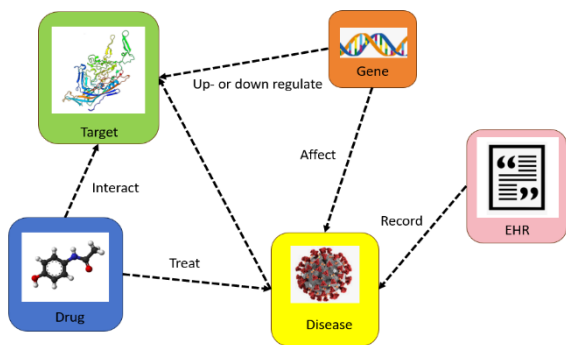 Gene
Up- or down regulate
Target
Affect
Interact
Record
EHR
Treat
Drug
Disease